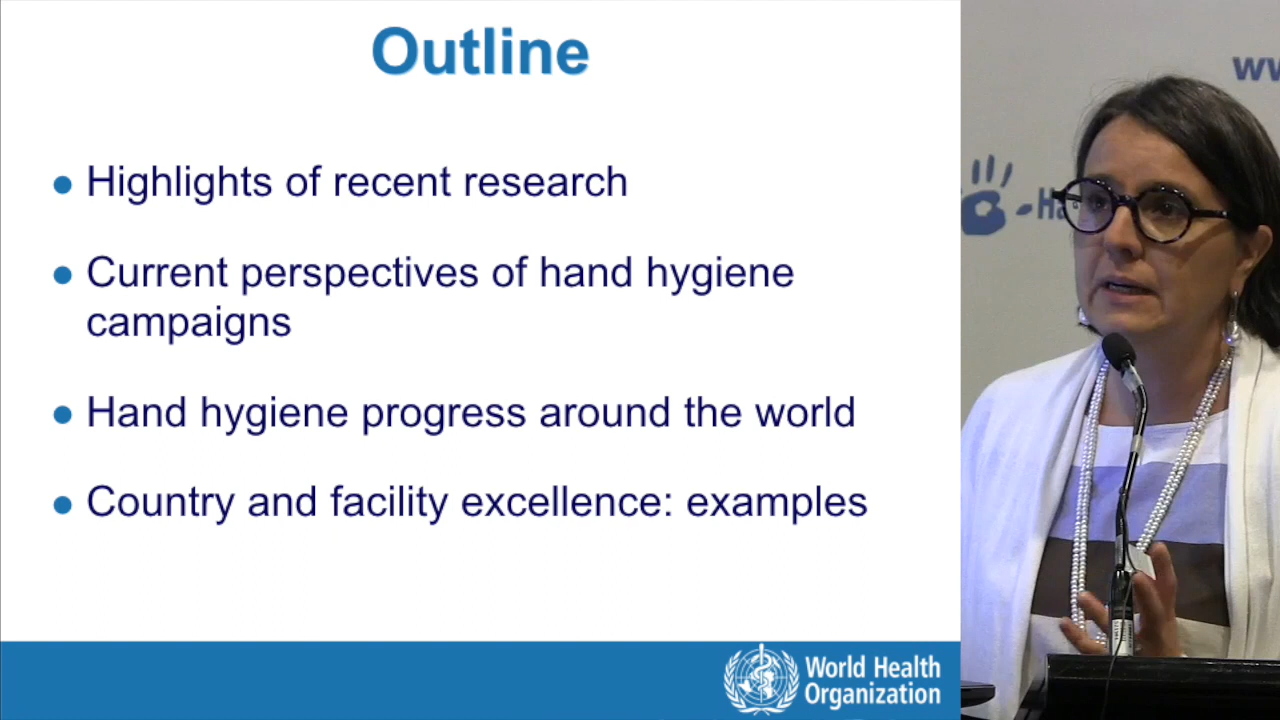 Outline
Highlights of recent research
Current perspectives of hand hygiene
campaigns
Hand hygiene progress around the world
Country and facility excellence: examples
World Health
Organization